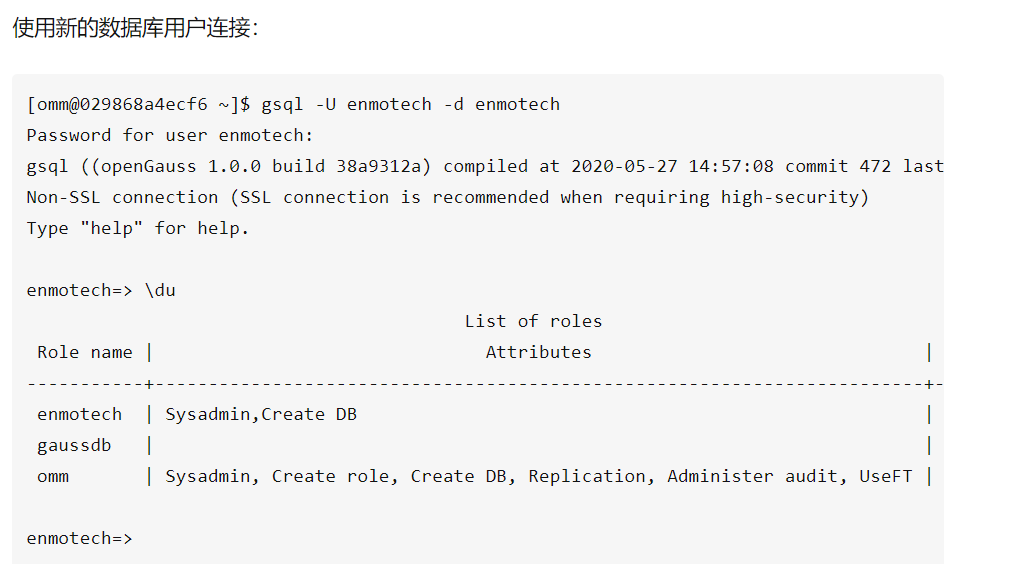 使用新的数据库用户连接：
[omm@029868a4ecf6 ~]$ gsql -U enmotech -d enmotech
Password for user enmotech:
gsql ((openGauss 1.0.0 build 38a9312a) compiled at 2020-05-27 14:57:08 commit 472 last
Non-SSL connection (SSL connection is recommended when requiring high-security)
Type "help" for help.
enmotech=> \du
List of roles
Role name | Attributes |
-----------+------------------------------------------------------------------------+-
enmotech | Sysadmin,Create DB |
gaussdb | |
omm | Sysadmin, Create role, Create DB, Replication, Administer audit, UseFT |
enmotech=>